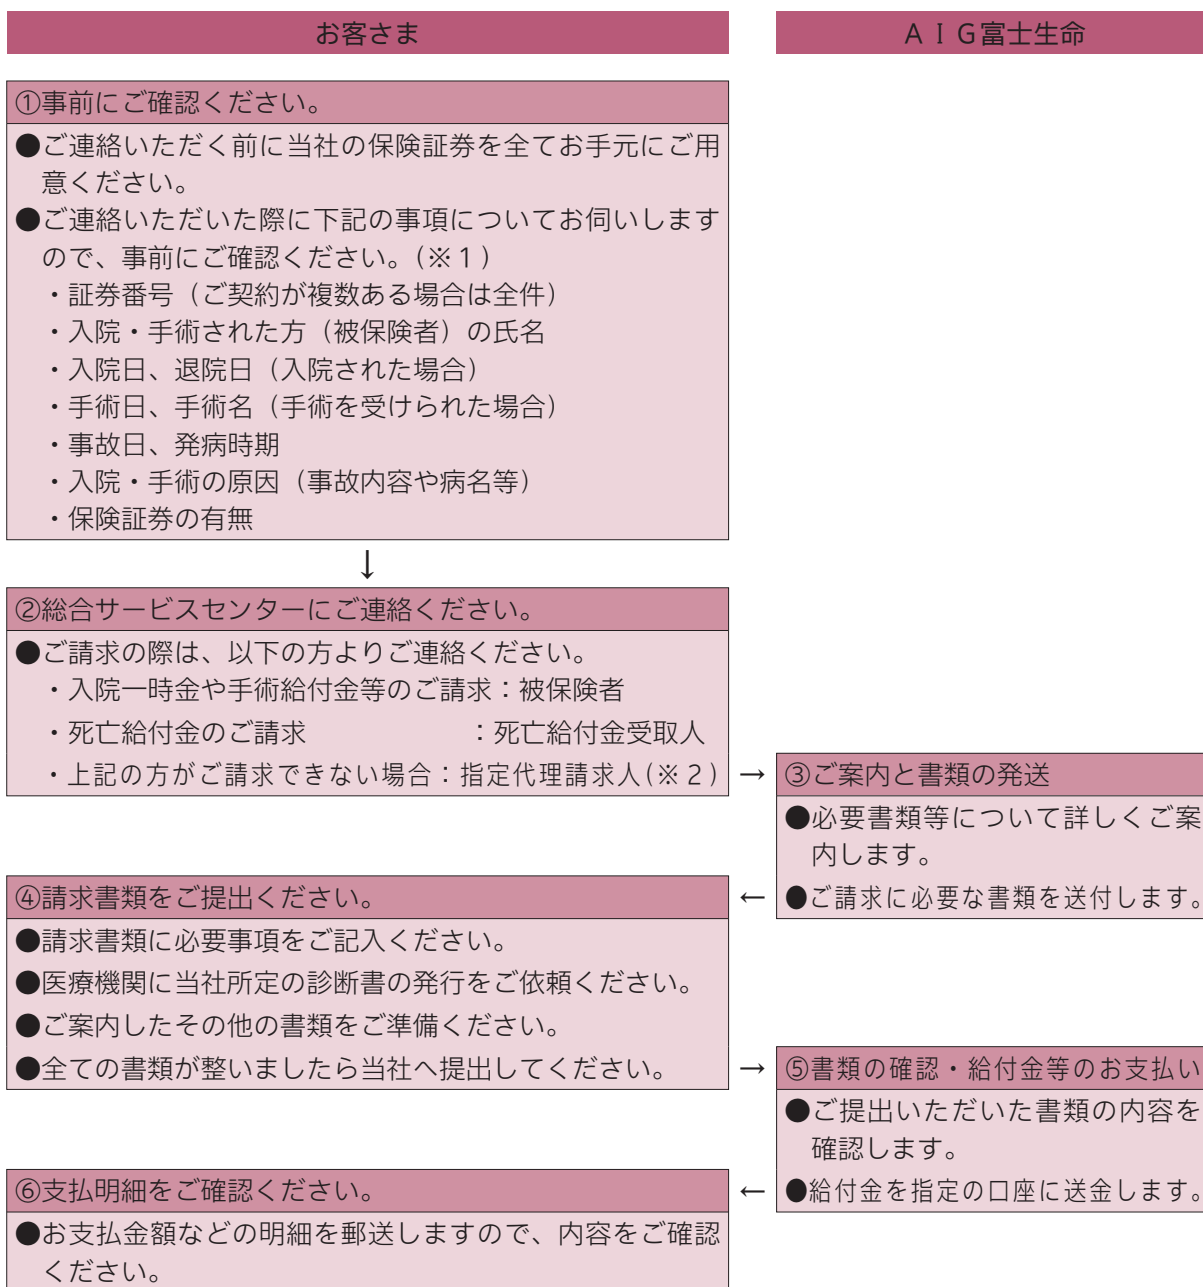 お客さま
ＡＩＧ富士生命
①事前にご確認ください。
●ご連絡いただく前に当社の保険証券を全てお手元にご用
意ください。
●ご連絡いただいた際に下記の事項についてお伺いします
ので、事前にご確認ください。(※１)
・証券番号（ご契約が複数ある場合は全件）
・入院・手術された方（被保険者）の氏名
・入院日、退院日（入院された場合）
・手術日、手術名（手術を受けられた場合）
・事故日、発病時期
・入院・手術の原因（事故内容や病名等）
・保険証券の有無
↓
②総合サービスセンターにご連絡ください。
●ご請求の際は、以下の方よりご連絡ください。
・入院一時金や手術給付金等のご請求：被保険者
・死亡給付金のご請求　　　　　　　：死亡給付金受取人
・上記の方がご請求できない場合：指定代理請求人(※２)
→
③ご案内と書類の発送
●必要書類等について詳しくご案
内します。
●ご請求に必要な書類を送付します。
←
④請求書類をご提出ください。
●請求書類に必要事項をご記入ください。
●医療機関に当社所定の診断書の発行をご依頼ください。
●ご案内したその他の書類をご準備ください。
●全ての書類が整いましたら当社へ提出してください。
→
⑤書類の確認・給付金等のお支払い
●ご提出いただいた書類の内容を
確認します。
●給付金を指定の口座に送金します。
←
⑥支払明細をご確認ください。
●お支払金額などの明細を郵送しますので、内容をご確認
ください。